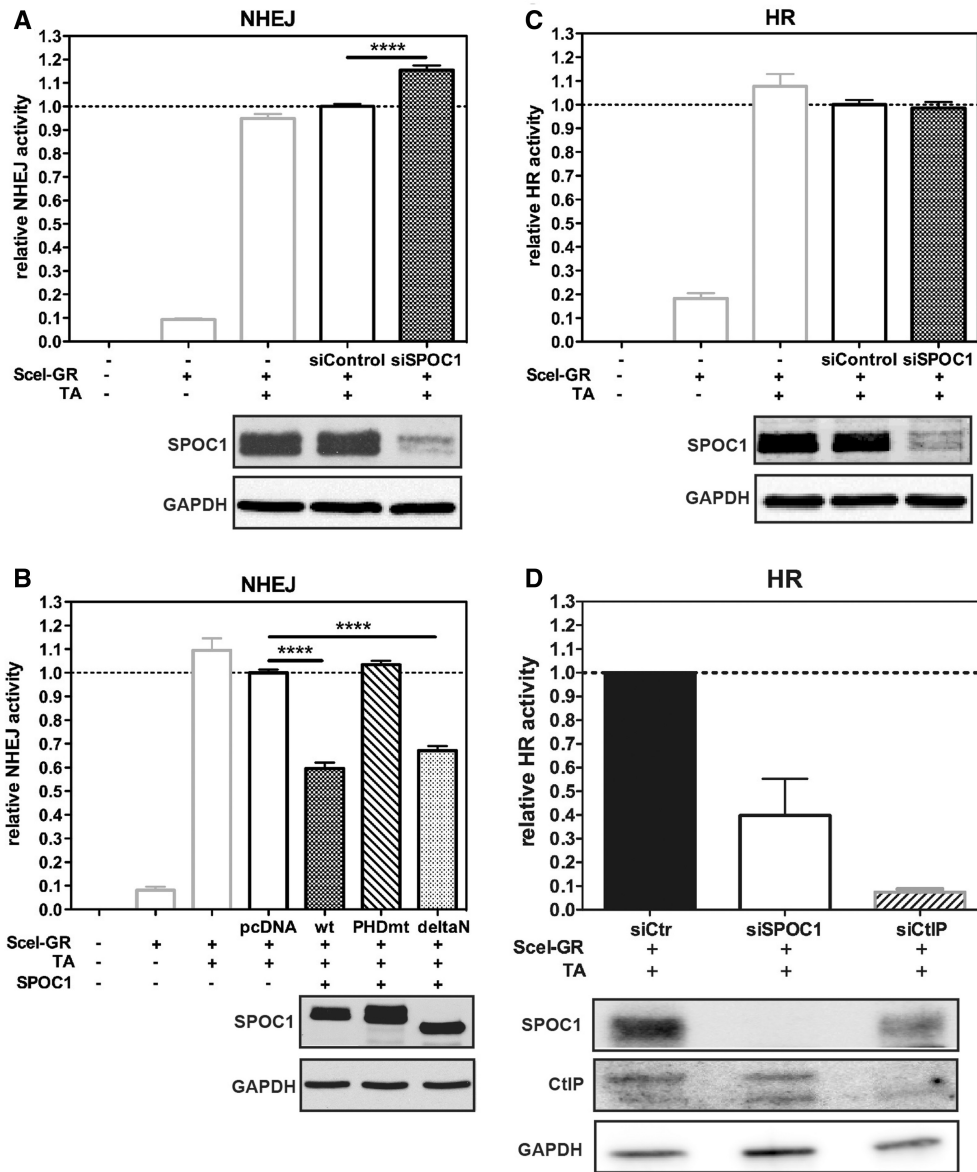 A
NHEJ
relative NHEJ activity
1.3
1.2
1.1
1.0
0.9
0.8
0.7
0.6
0.5
0.4
0.3
0.2
0.1
0.0
****
- - - siControl siSPOC1
SceI-GR - + + + +
TA - - + + +
SPOC1
GAPDH
C
HR
relative HR activity
1.3
1.2
1.1
1.0
0.9
0.8
0.7
0.6
0.5
0.4
0.3
0.2
0.1
0.0
- - - siControl siSPOC1
SceI-GR - + + + +
TA - - + + +
SPOC1
GAPDH
B
NHEJ
relative NHEJ activity
1.3
1.2
1.1
1.0
0.9
0.8
0.7
0.6
0.5
0.4
0.3
0.2
0.1
0.0
****
****
pcDNA wt PHDmt deltaN
SceI-GR - + + + + + +
TA - - + + + + +
SPOC1 - - - - + + +
SPOC1
GAPDH
D
HR
relative HR activity
1.3
1.2
1.1
1.0
0.9
0.8
0.7
0.6
0.5
0.4
0.3
0.2
0.1
0.0
siCtr siSPOC1 siCtIP
SceI-GR + + +
TA + + +
SPOC1
CtIP
GAPDH